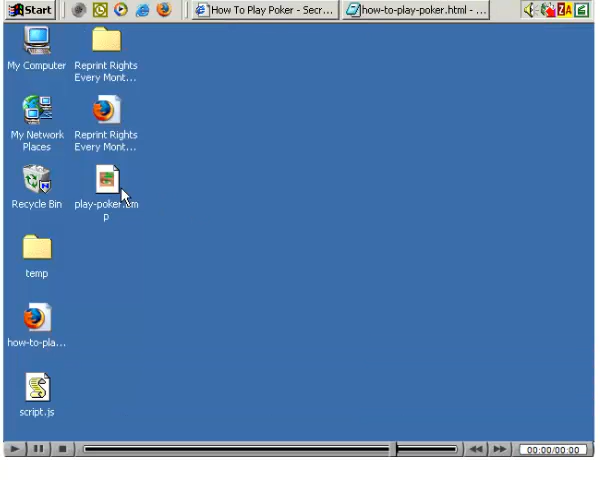 Start
How To Play Poker - Secr...
how-to-play-poker.html - ...
ZA
My Computer
Reprint Rights
Every Mont...
My Network
Places
Reprint Rights
Every Mont...
Recycle Bin
play-poker.bm
p
temp
how-to-pla...
script.js
00:00/00:00